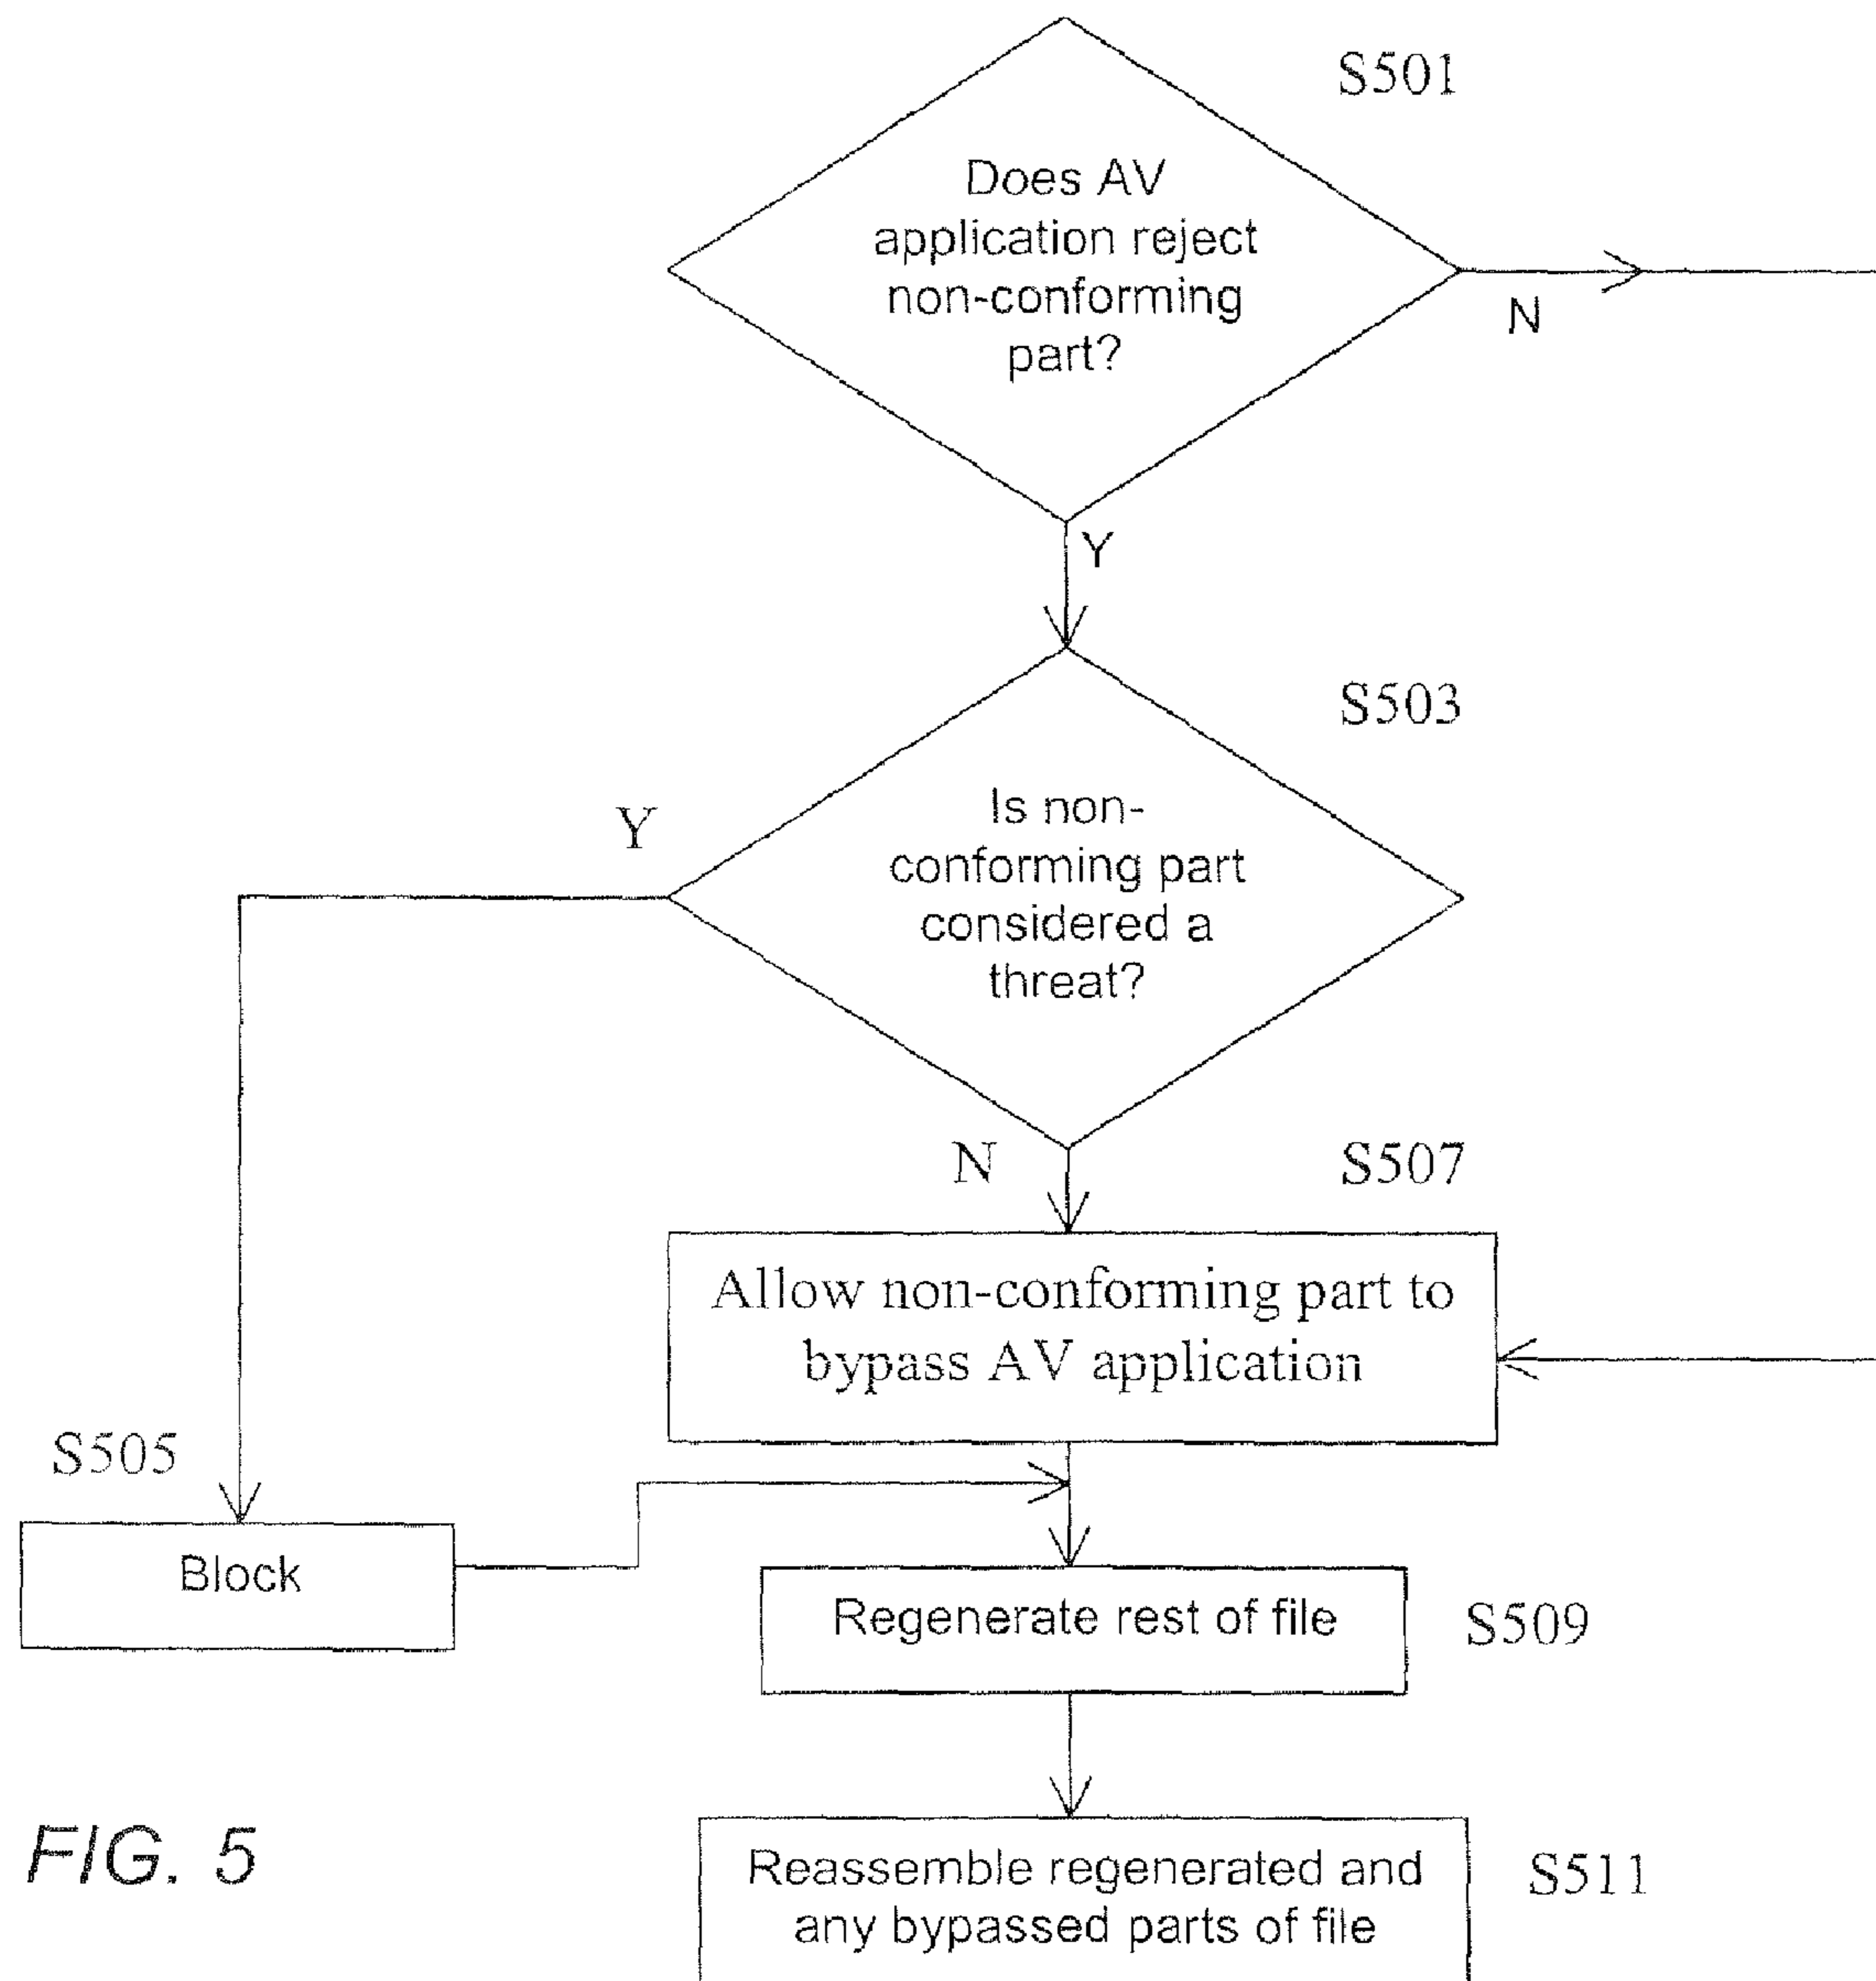 S501
Does AV
application reject
non-conforming
part?
N
Y
S503
Y
Is non-
conforming part
considered a
threat?
N
S507
Allow non-conforming part to
bypass AV application
S505
Block
Regenerate rest of file
S509
FIG. 5
Reassemble regenerated and
any bypassed parts of file
S511